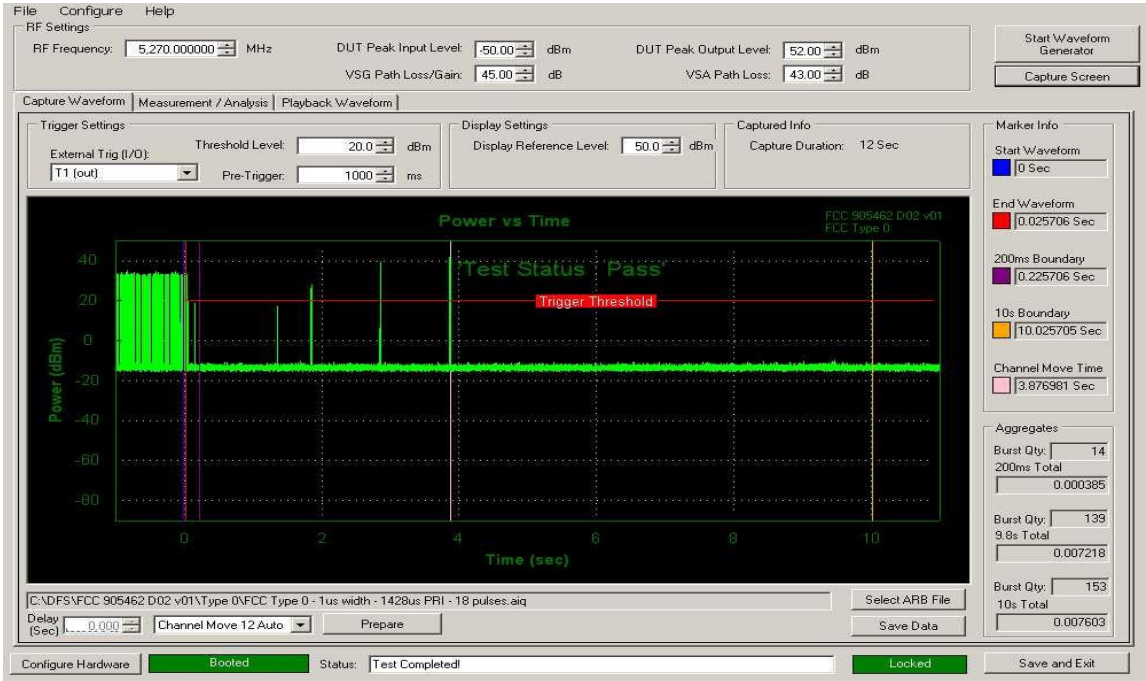 File Configure Help
RF Settings
RF Frequency: 5,270.000000 MHz
DUT Peak Input Level: -50.00 dBm
DUT Peak Output Level: 52.00 dBm
VSG Path Loss/Gain: 45.00 dB
VSA Path Loss: 43.00 dB
Start Waveform
Generator
Capture Screen
Capture Waveform Measurement / Analysis Playback Waveform
Trigger Settings
External Trig (I/O):
T1 (out)
Threshold Level: 20.0 dBm
Pre-Trigger: 1000 ms
Display Settings
Display Reference Level: 50.0 dBm
Captured Info
Capture Duration: 12 Sec
Power vs Time
FCC 905462 D02 v01
FCC Type 0
'Test Status : Pass'
Trigger Threshold
Power (dBm)
40
20
0
-20
-40
-60
-80
0 2 4 6 8 10
Time (sec)
Marker Info
Start Waveform
0 Sec
End Waveform
0.025706 Sec
200ms Boundary
0.225706 Sec
10s Boundary
10.025705 Sec
Channel Move Time
3.876981 Sec
Aggregates
Burst Qty: 14
200ms Total
0.000385
Burst Qty: 139
9.8s Total
0.007218
Burst Qty: 153
10s Total
0.007603
C:\DFS\FCC 905462 D02 v01\Type 0\FCC Type 0 - 1us width - 1428us PRI - 18 pulses.aiq
Select ARB File
Delay
(Sec) 0.000 Channel Move 12 Auto Prepare
Save Data
Configure Hardware Booted Status: Test Completed! Locked Save and Exit